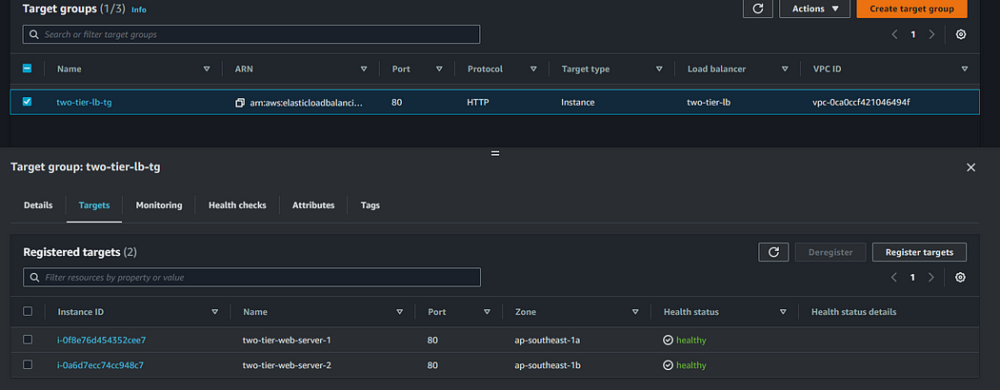 Target groups (1/3) Info
Actions
Create target group
Search or filter target groups
1
Name ARN Port Protocol Target type Load balancer VPC ID
two-tier-lb-tg arn:aws:elasticloadbalanci... 80 HTTP Instance two-tier-lb vpc-0ca0ccf421046494f
Target group: two-tier-lb-tg
Details Targets Monitoring Health checks Attributes Tags
Registered targets (2)
Deregister
Register targets
Filter resources by property or value
1
Instance ID Name Port Zone Health status Health status details
i-0f8e76d454352cee7 two-tier-web-server-1 80 ap-southeast-1a healthy
i-0a6d7ecc74cc948c7 two-tier-web-server-2 80 ap-southeast-1b healthy